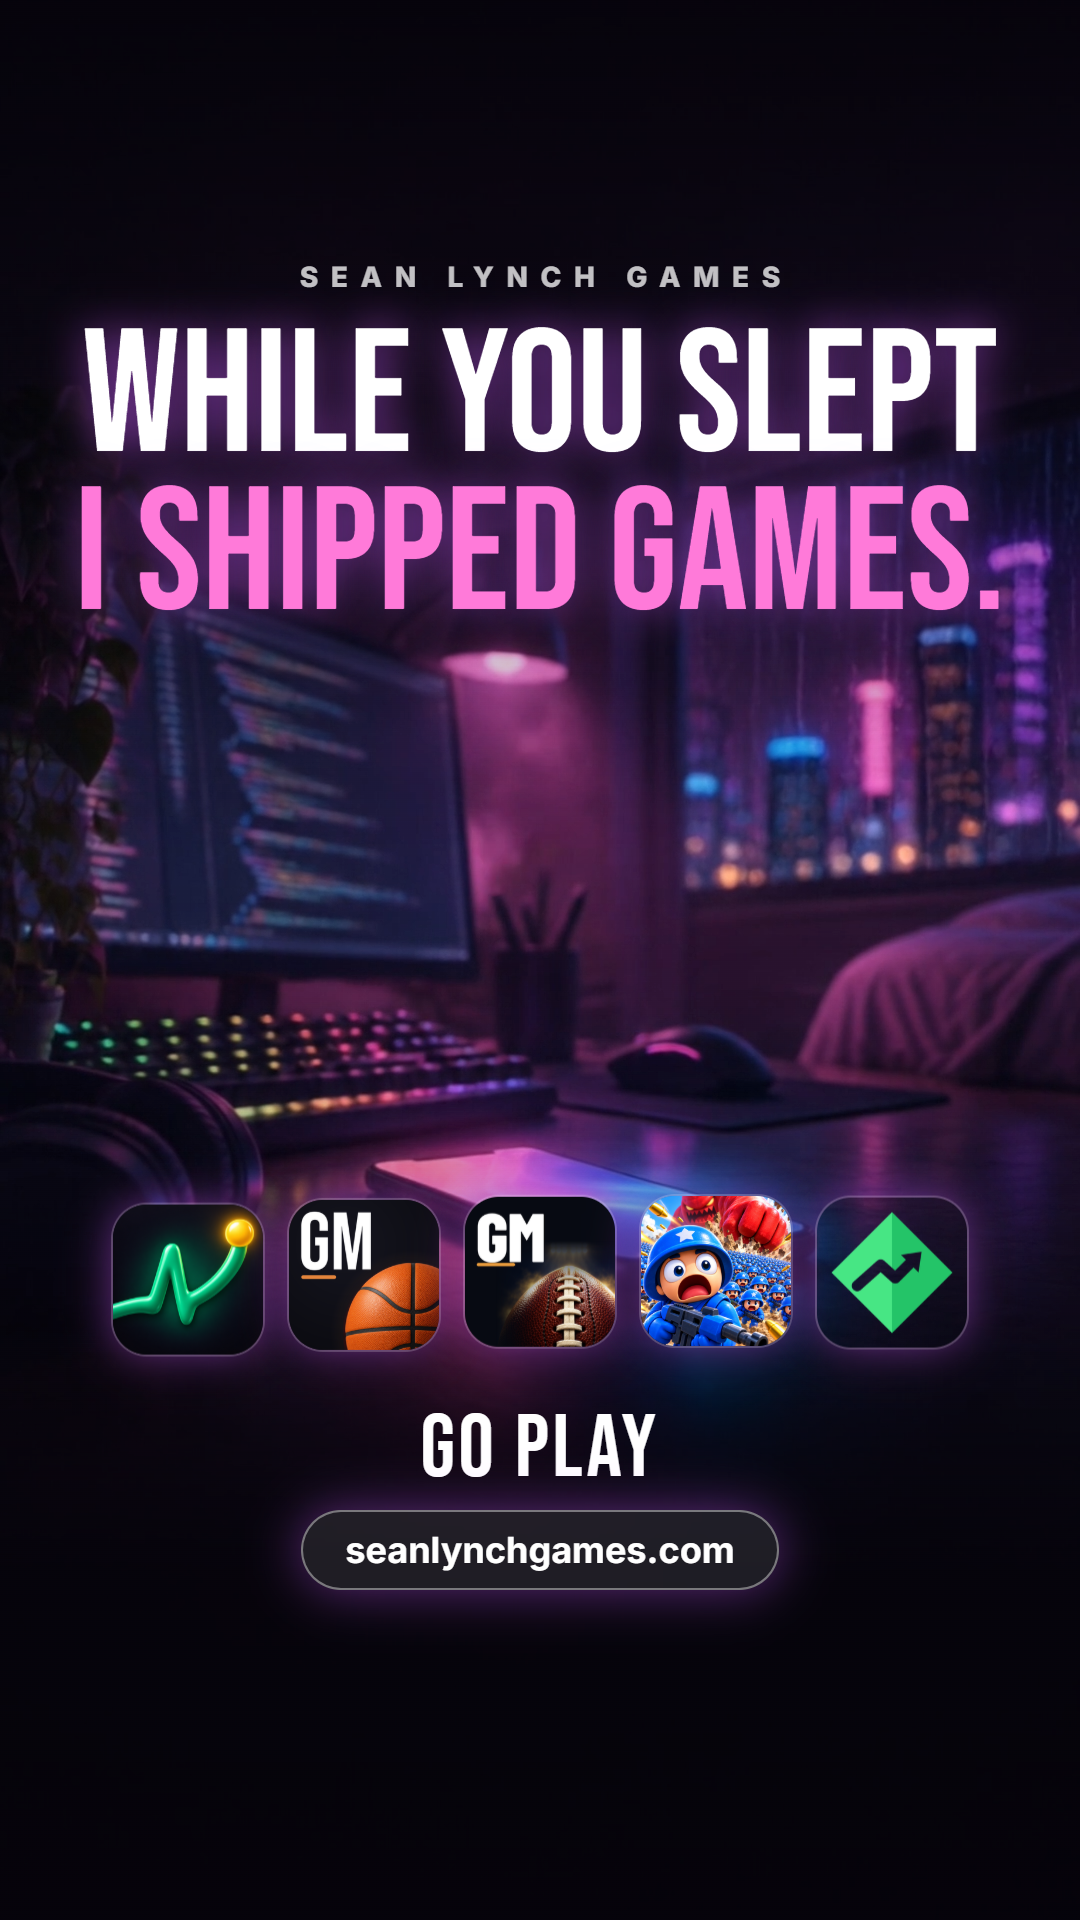 SEAN LYNCH GAMES
WHILE YOU SLEPT
I SHIPPED GAMES.
GM
GM
GO PLAY
seanlynchgames.com